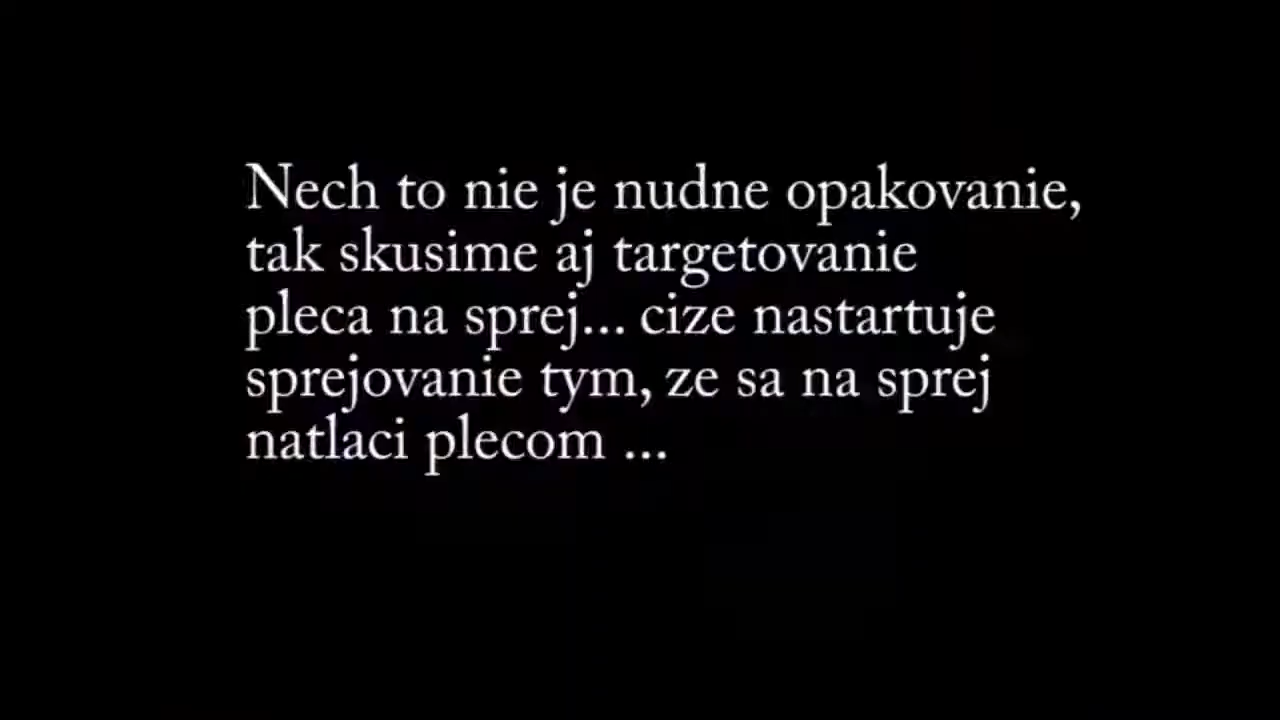 Nech to nie je nudne opakovanie,
tak skusime aj targetovanie
pleca na sprej... cize nastartuje
sprejovanie tym, ze sa na sprej
natlaci plecom ...